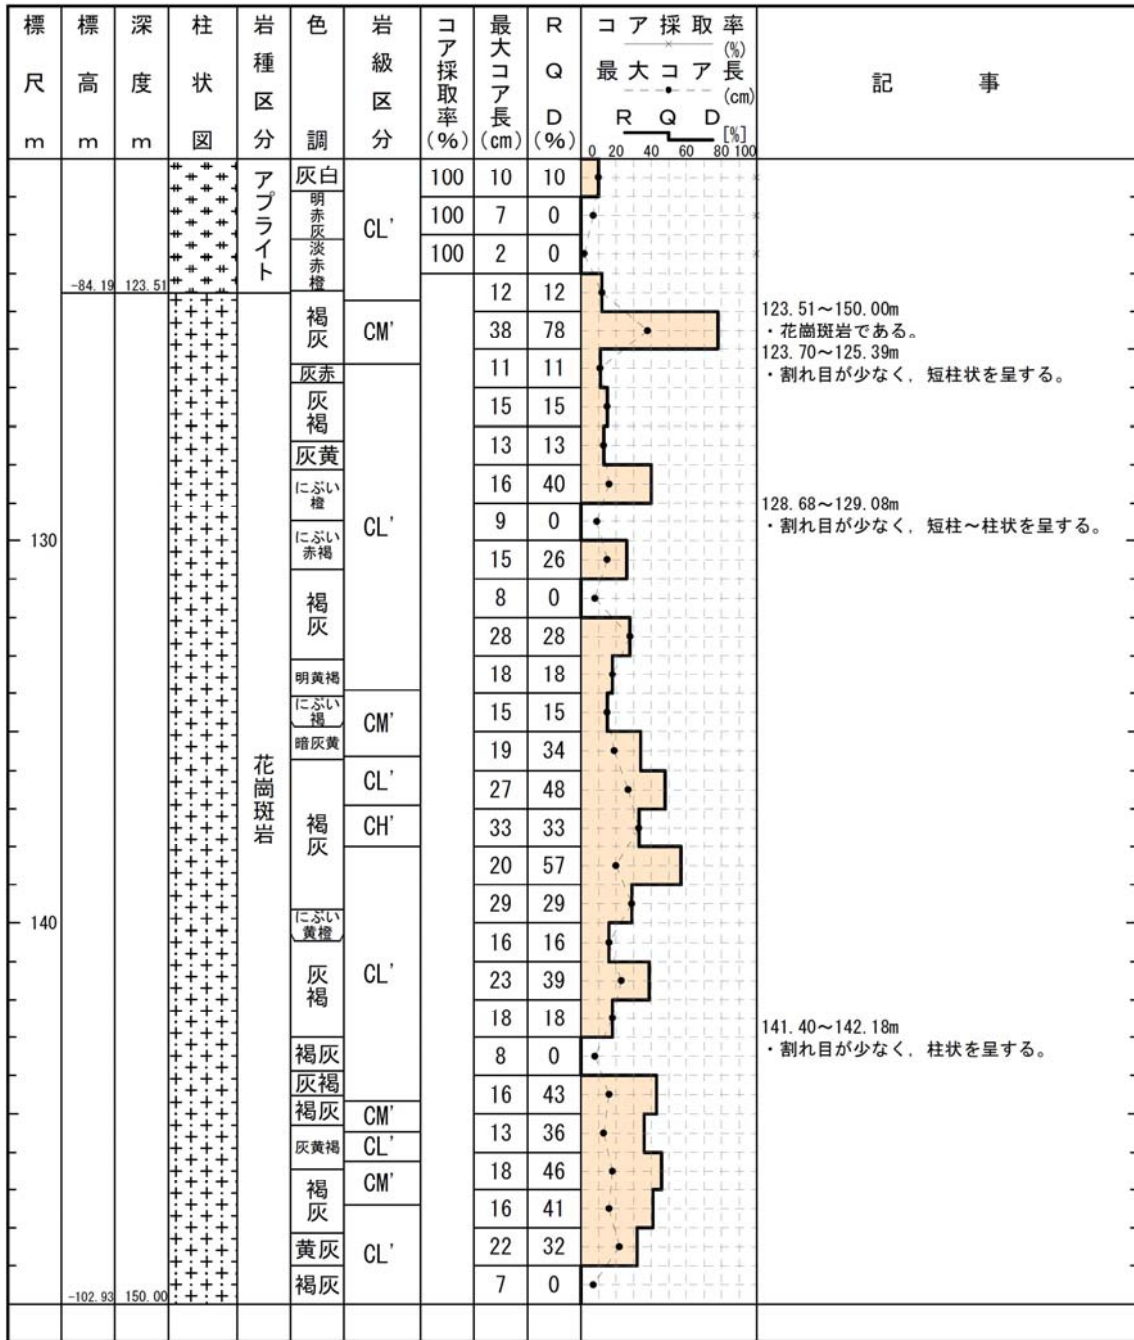 標尺m
標高m
深度m
柱状図
岩種区分
色調
岩級区分
コア採取率(%)
最大コア長(cm)
RQD(%)
コア採取率
(%)
最大コア長
(cm)
RQD
[%]
0 20 40 60 80 100
記事
アプライト
灰白
明赤灰
淡赤橙
CL'
100 10 10
100 7 0
100 2 0
-84.19 123.51
12 12
褐灰
CM'
38 78
123.51～150.00m
・花崗斑岩である。
123.70～125.39m
・割れ目が少なく，短柱状を呈する。
灰赤
11 11
灰褐
15 15
灰黄
13 13
にぶい橙
16 40
128.68～129.08m
・割れ目が少なく，短柱～柱状を呈する。
CL'
9 0
130
にぶい赤褐
15 26
褐灰
8 0
28 28
明黄褐
18 18
にぶい褐
CM'
15 15
暗灰黄
19 34
花崗斑岩
CL'
27 48
褐灰
CH'
33 33
20 57
29 29
140
にぶい黄橙
16 16
灰褐
CL'
23 39
18 18
141.40～142.18m
・割れ目が少なく，柱状を呈する。
褐灰
8 0
灰褐
16 43
褐灰
CM'
13 36
灰黄褐
CL'
18 46
褐灰
CM'
16 41
黄灰
CL'
22 32
褐灰
7 0
-102.93 150.00